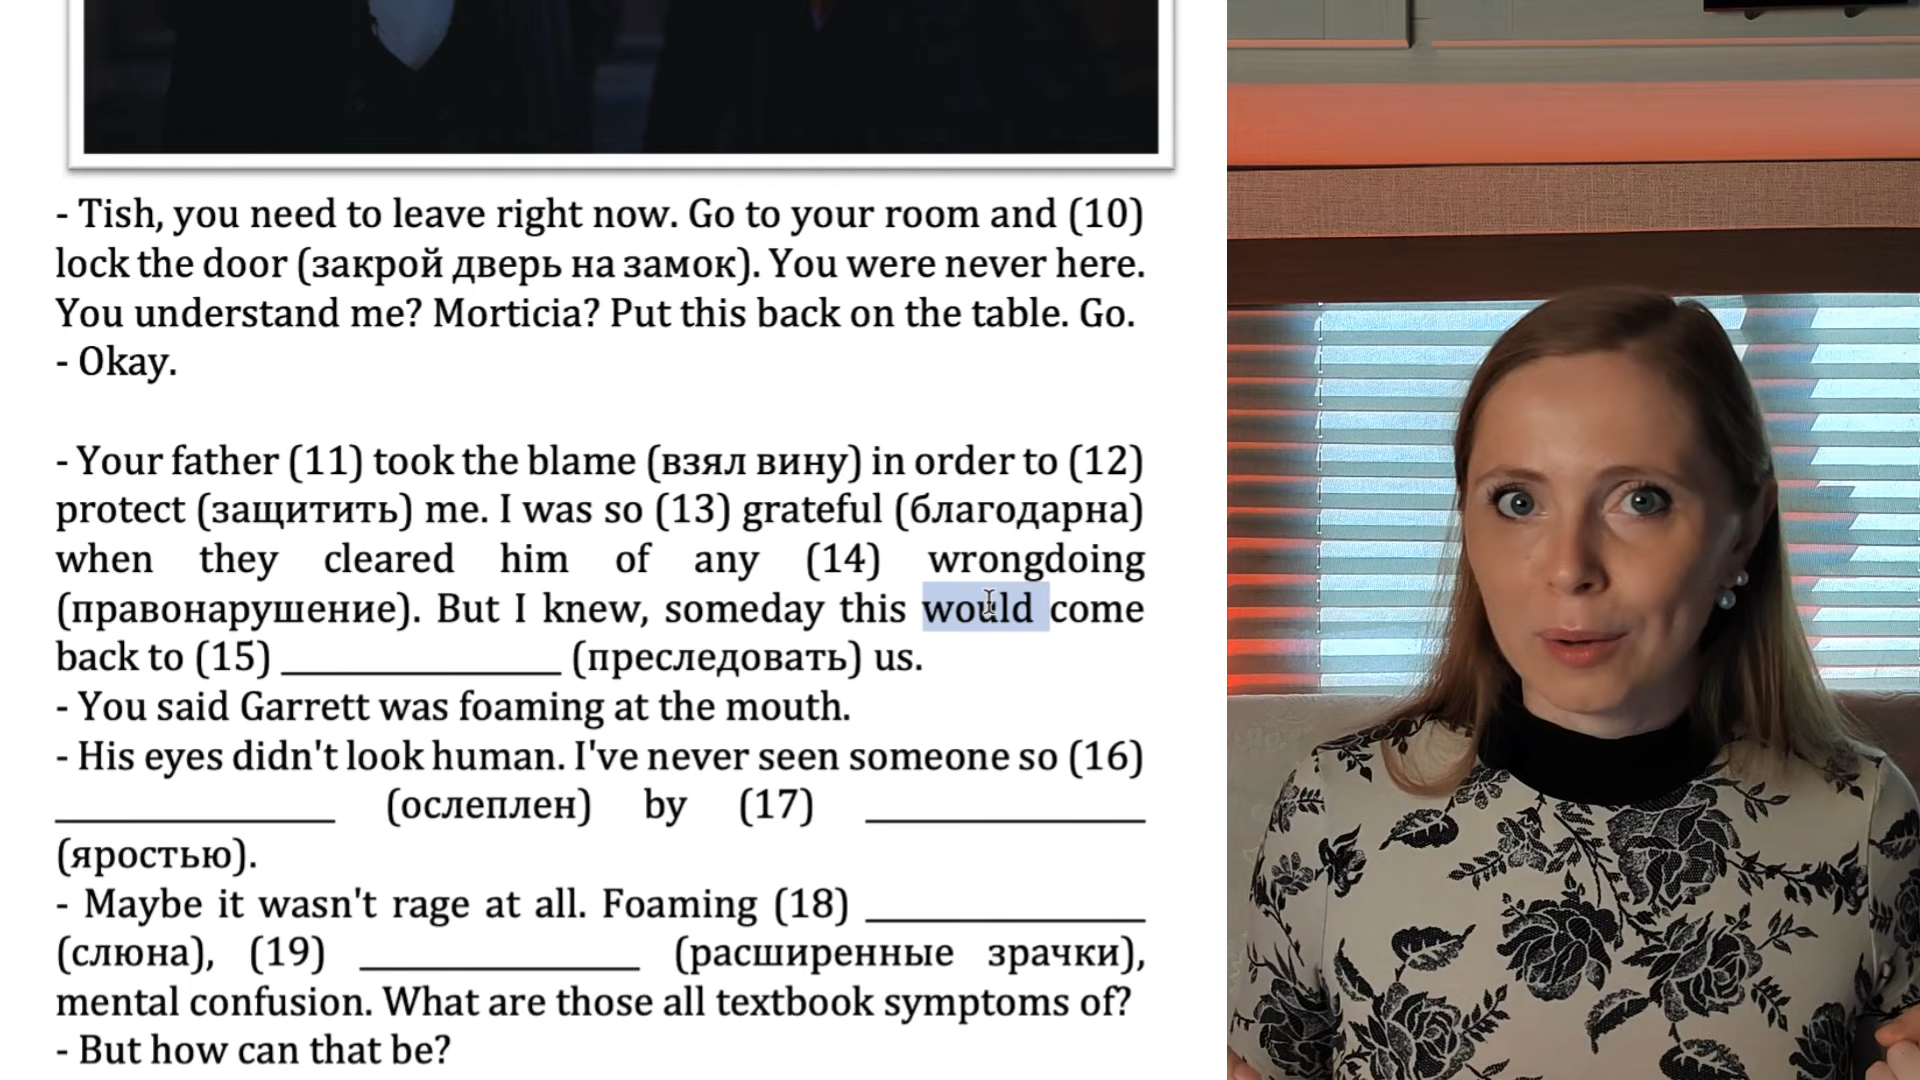 - Tish, you need to leave right now. Go to your room and (10)
lock the door (закрой дверь на замок). You were never here.
You understand me? Morticia? Put this back on the table. Go.
- Okay.
- Your father (11) took the blame (взял вину) in order to (12)
protect (защитить) me. I was so (13) grateful (благодарна)
when they cleared him of any (14) wrongdoing
(правонарушение). But I knew, someday this would come
back to (15) ________________ (преследовать) us.
- You said Garrett was foaming at the mouth.
- His eyes didn't look human. I've never seen someone so (16)
________________ (ослеплен) by (17) ________________
(яростью).
- Maybe it wasn't rage at all. Foaming (18) ________________
(слюна), (19) ________________ (расширенные зрачки),
mental confusion. What are those all textbook symptoms of?
- But how can that be?